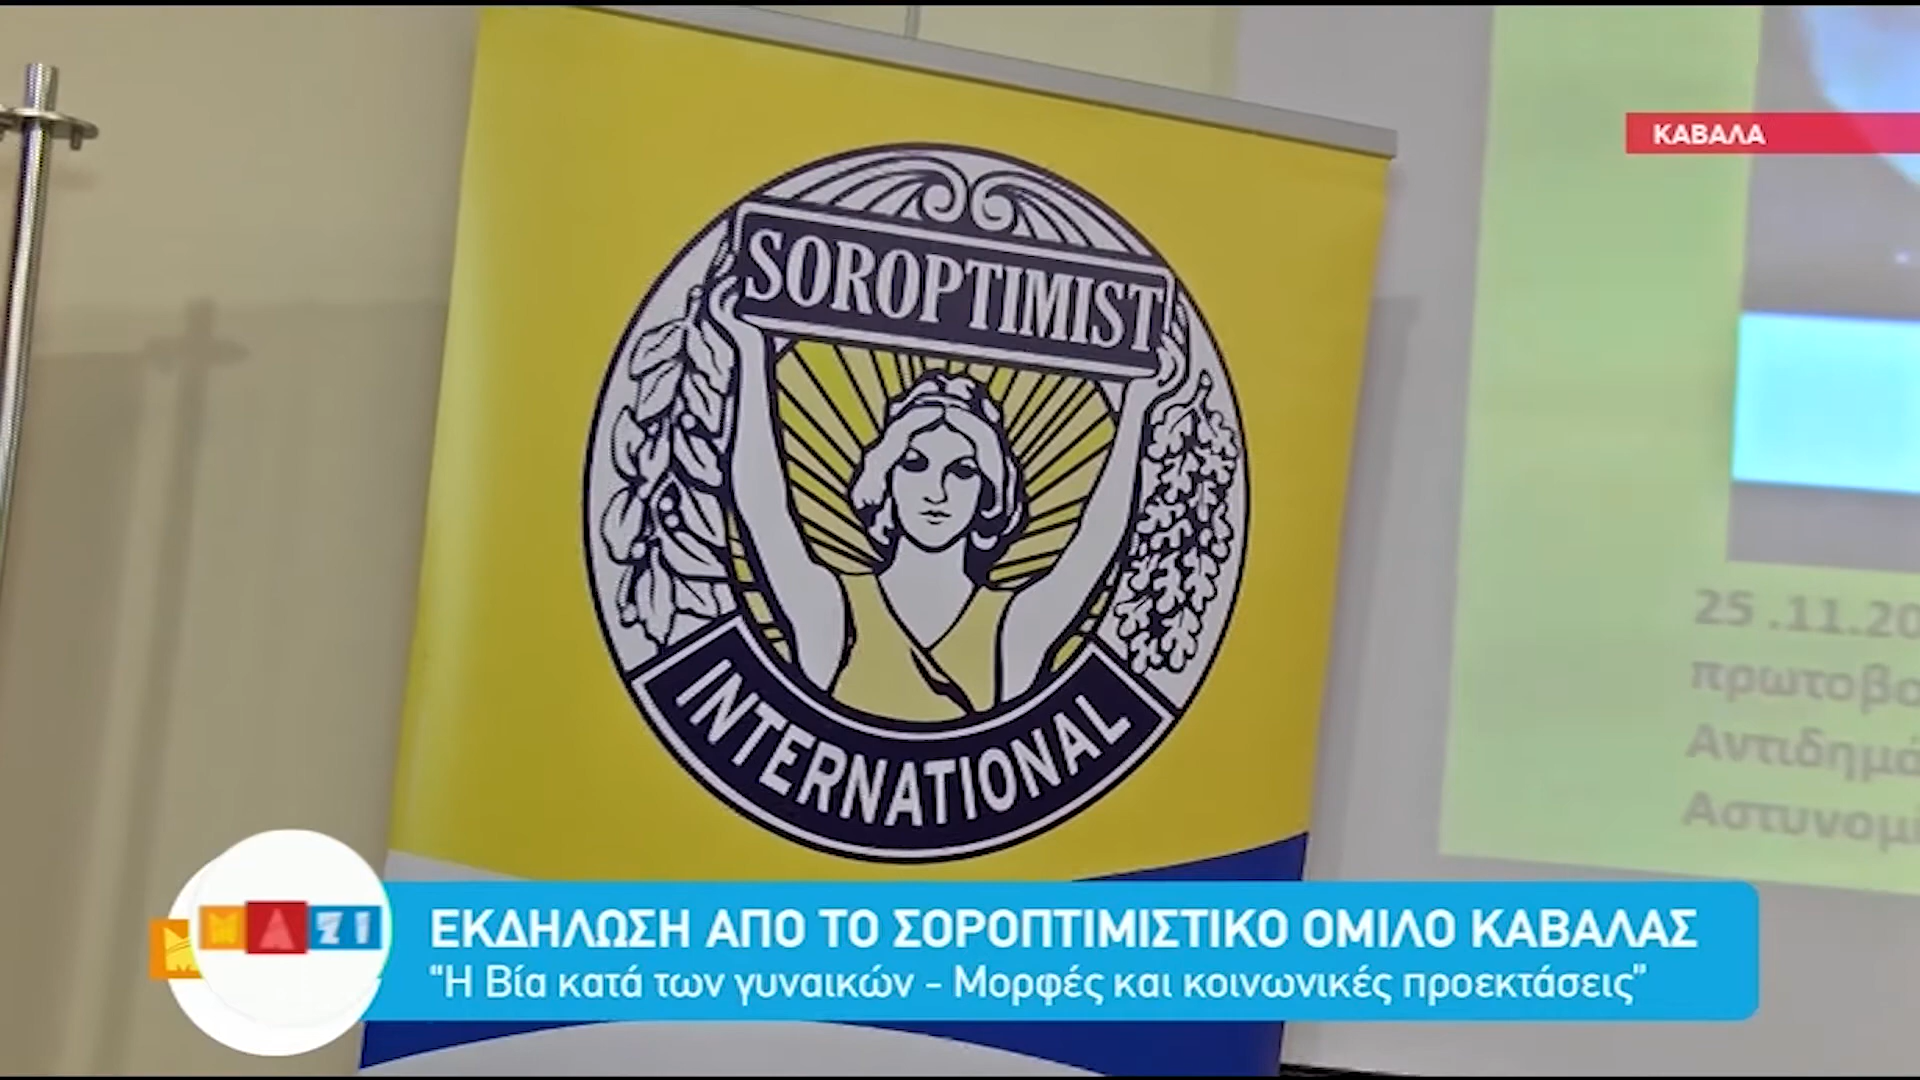 ΚΑΒΑΛΑ
SOROPTIMIST
INTERNATIONAL
25 .11.20
πρωτοβο
Αντιδημά
Αστυνομί
ΜΑΖΙ
ΕΚΔΗΛΩΣΗ ΑΠΟ ΤΟ ΣΟΡΟΠΤΙΜΙΣΤΙΚΟ ΟΜΙΛΟ ΚΑΒΑΛΑΣ
“Η Βία κατά των γυναικών - Μορφές και κοινωνικές προεκτάσεις”